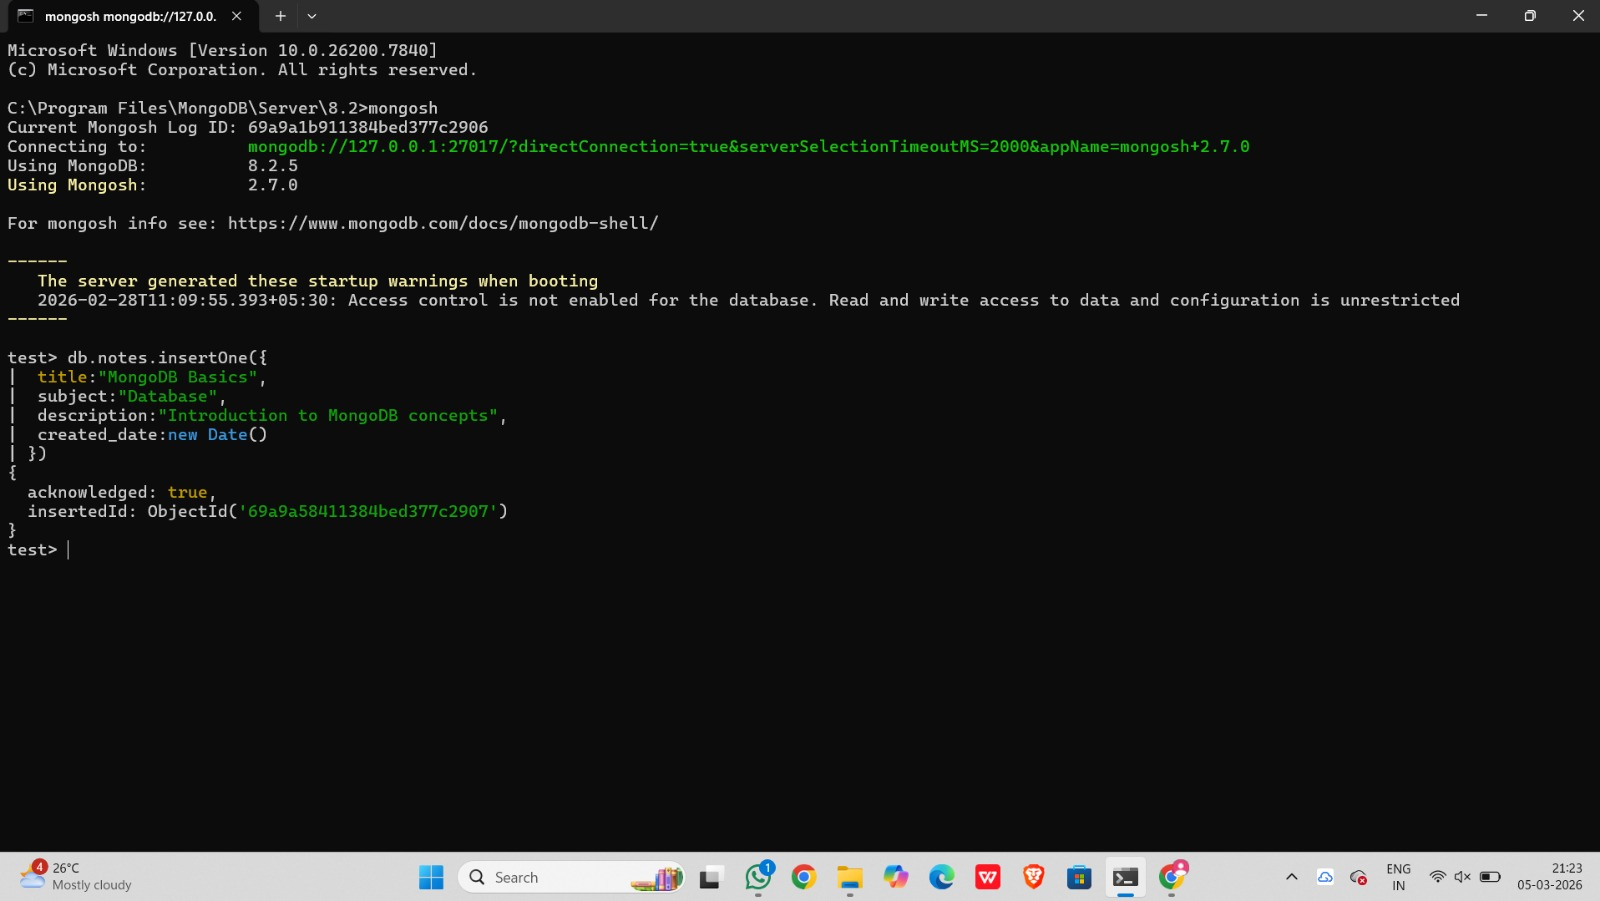 mongosh mongodb://127.0.0.
Microsoft Windows [Version 10.0.26200.7840]
(c) Microsoft Corporation. All rights reserved.
C:\Program Files\MongoDB\Server\8.2>mongosh
Current Mongosh Log ID: 69a9a1b911384bed377c2906
Connecting to:          mongodb://127.0.0.1:27017/?directConnection=true&serverSelectionTimeoutMS=2000&appName=mongosh+2.7.0
Using MongoDB:          8.2.5
Using Mongosh:          2.7.0
For mongosh info see: https://www.mongodb.com/docs/mongodb-shell/
------
   The server generated these startup warnings when booting
   2026-02-28T11:09:55.393+05:30: Access control is not enabled for the database. Read and write access to data and configuration is unrestricted
------
test> db.notes.insertOne({
|  title:"MongoDB Basics",
|  subject:"Database",
|  description:"Introduction to MongoDB concepts",
|  created_date:new Date()
| })
{
  acknowledged: true,
  insertedId: ObjectId('69a9a58411384bed377c2907')
}
test>
4
26°C
Mostly cloudy
Search
1
W
ENG
IN
21:23
05-03-2026